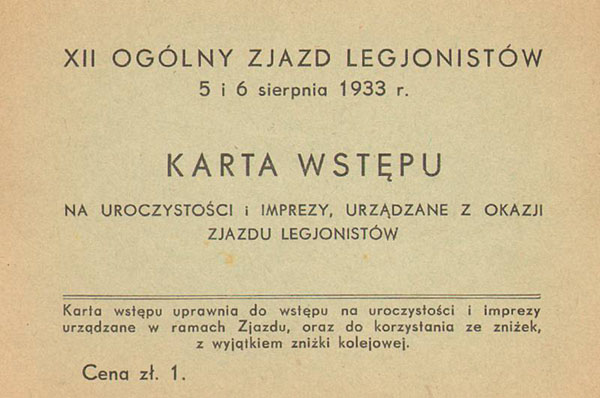 XII OGÓLNY ZJAZD LEGJONISTÓW
5 i 6 sierpnia 1933 r.
KARTA WSTĘPU
NA UROCZYSTOŚCI i IMPREZY, URZĄDZANE Z OKAZJI
ZJAZDU LEGJONISTÓW
Karta wstępu uprawnia do wstępu na uroczystości i imprezy
urządzane w ramach Zjazdu, oraz do korzystania ze zniżek,
z wyjątkiem zniżki kolejowej.
Cena zł. 1.